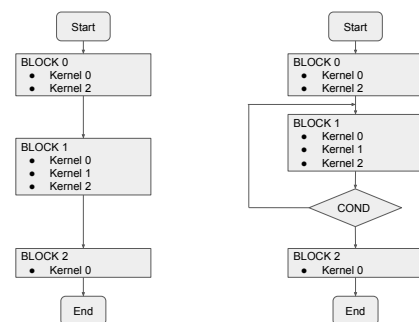 Start
BLOCK 0
● Kernel 0
● Kernel 2
BLOCK 1
● Kernel 0
● Kernel 1
● Kernel 2
BLOCK 2
● Kernel 0
End
Start
BLOCK 0
● Kernel 0
● Kernel 2
BLOCK 1
● Kernel 0
● Kernel 1
● Kernel 2
COND
BLOCK 2
● Kernel 0
End